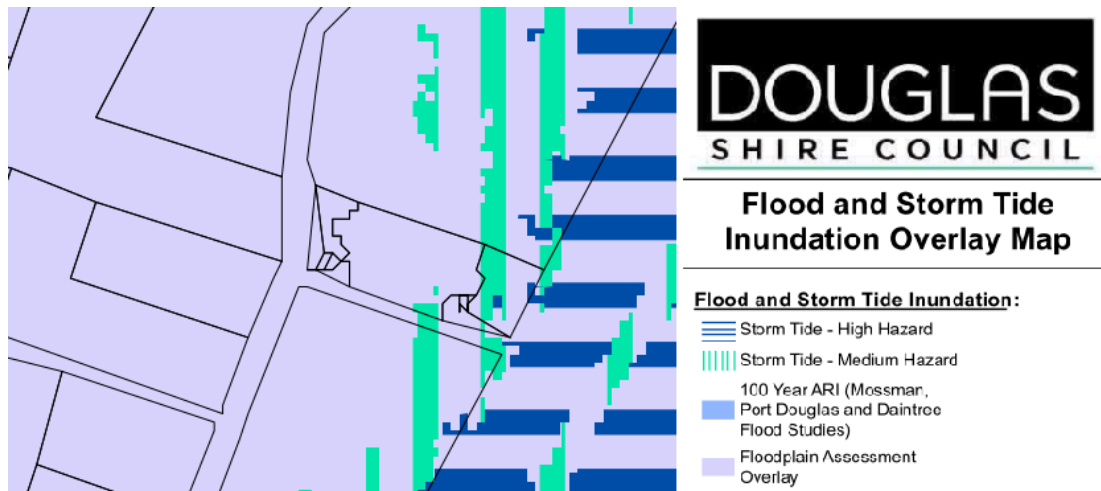 DOUGLAS
SHIRE COUNCIL
Flood and Storm Tide
Inundation Overlay Map
Flood and Storm Tide Inundation:
Storm Tide - High Hazard
Storm Tide - Medium Hazard
100 Year ARI (Mossman,
Port Douglas and Daintree
Flood Studies)
Floodplain Assessment
Overlay